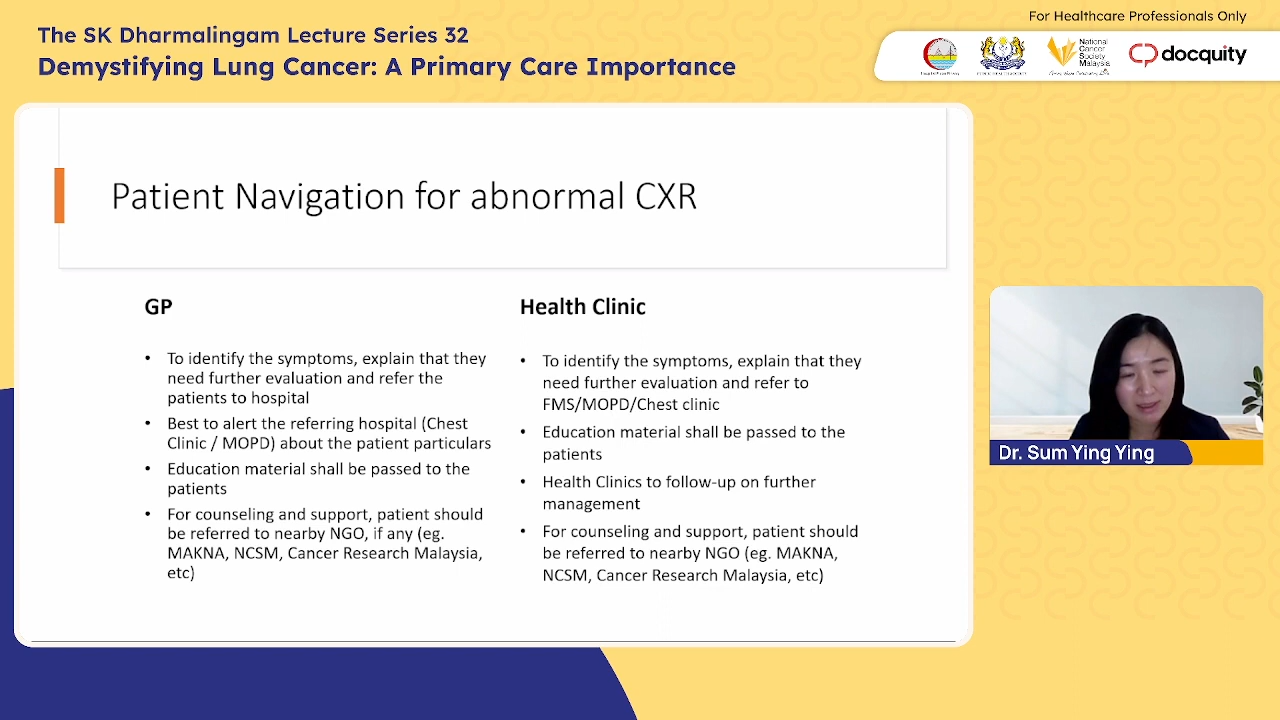 For Healthcare Professionals Only
The SK Dharmalingam Lecture Series 32
Demystifying Lung Cancer: A Primary Care Importance
National
Cancer
Society
Malaysia
docquity
Patient Navigation for abnormal CXR
GP
• To identify the symptoms, explain that they
need further evaluation and refer the
patients to hospital
• Best to alert the referring hospital (Chest
Clinic / MOPD) about the patient particulars
• Education material shall be passed to the
patients
• For counseling and support, patient should
be referred to nearby NGO, if any (eg.
MAKNA, NCSM, Cancer Research Malaysia,
etc)
Health Clinic
• To identify the symptoms, explain that they
need further evaluation and refer to
FMS/MOPD/Chest clinic
• Education material shall be passed to the
patients
• Health Clinics to follow-up on further
management
• For counseling and support, patient should
be referred to nearby NGO (eg. MAKNA,
NCSM, Cancer Research Malaysia, etc)
Dr. Sum Ying Ying